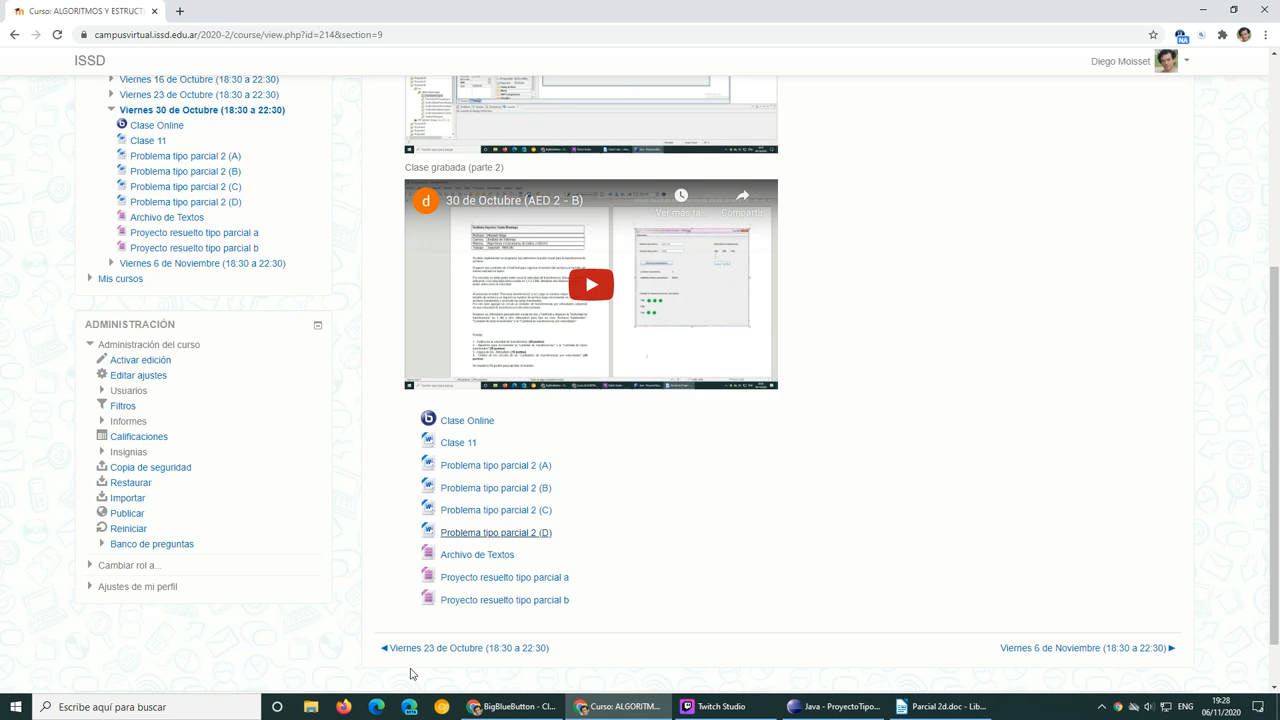 Curso: ALGORITMOS Y ESTRUCT
campusvirtual.issd.edu.ar/2020-2/course/view.php?id=214&section=9
NA
ISSD
Diego Moisset
Viernes 16 de Octubre (18:30 a 22:30)
Viernes 23 de Octubre (18:30 a 22:30)
Viernes 30 de Octubre (18:30 a 22:30)
Clase Online
Clase 11
Problema tipo parcial 2 (A)
Problema tipo parcial 2 (B)
Problema tipo parcial 2 (C)
Problema tipo parcial 2 (D)
Archivo de Textos
Proyecto resuelto tipo parcial a
Proyecto resuelto tipo parcial b
Viernes 6 de Noviembre (18:30 a 22:30)
Mis cursos
ADMINISTRACIÓN
Administración del curso
Activar edición
Editar ajustes
Usuarios
Filtros
Informes
Calificaciones
Insignias
Copia de seguridad
Restaurar
Importar
Publicar
Reiniciar
Banco de preguntas
Cambiar rol a...
Ajustes de mi perfil
Clase grabada (parte 2)
d
30 de Octubre (AED 2 - B)
Ver más ta...
Compartir
Clase Online
Clase 11
Problema tipo parcial 2 (A)
Problema tipo parcial 2 (B)
Problema tipo parcial 2 (C)
Problema tipo parcial 2 (D)
Archivo de Textos
Proyecto resuelto tipo parcial a
Proyecto resuelto tipo parcial b
◄Viernes 23 de Octubre (18:30 a 22:30)
Viernes 6 de Noviembre (18:30 a 22:30)►
Escribe aquí para buscar
BigBlueButton - Cl...
Curso: ALGORITM...
Twitch Studio
Java - ProyectoTipo...
Parcial 2d.doc - Lib...
ENG
19:28
06/11/2020